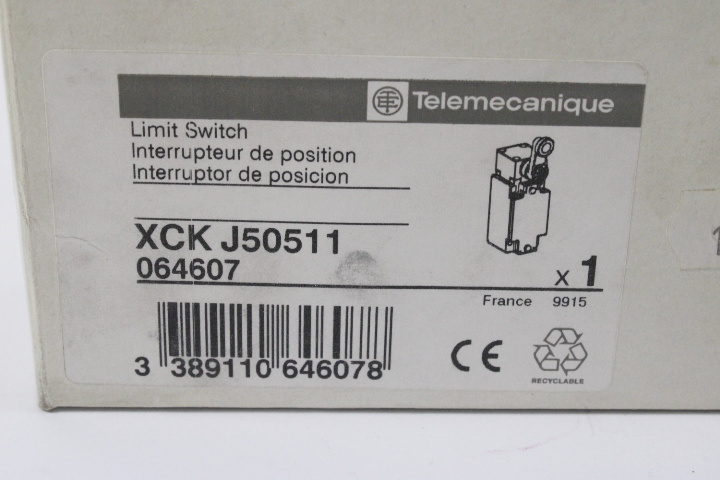 Telemecanique
Limit Switch
Interrupteur de position
Interruptor de posicion
XCK J50511
064607
x 1
France 9915
3 389110 646078
CE
RECYCLABLE